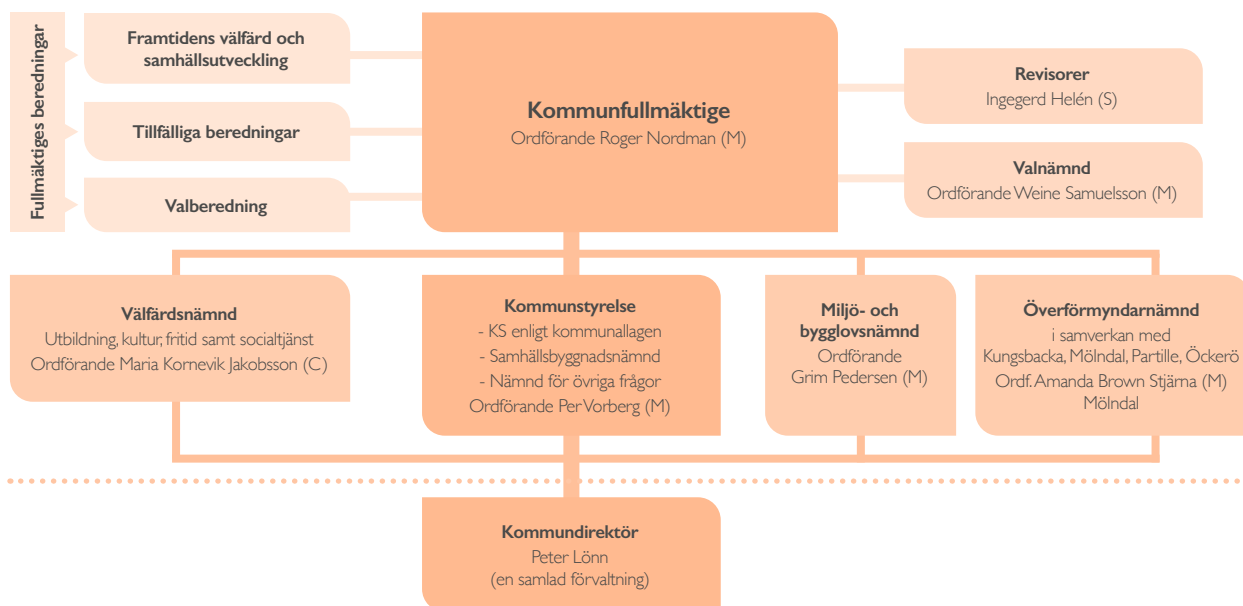 Fullmäktiges beredningar
Framtidens välfärd och
samhällsutveckling
Tillfälliga beredningar
Valberedning
Kommunfullmäktige
Ordförande Roger Nordman (M)
Revisorer
Ingegerd Helén (S)
Valnämnd
Ordförande Weine Samuelsson (M)
Välfärdsnämnd
Utbildning, kultur, fritid samt socialtjänst
Ordförande Maria Kornevik Jakobsson (C)
Kommunstyrelse
- KS enligt kommunallagen
- Samhällsbyggnadsnämnd
- Nämnd för övriga frågor
Ordförande Per Vorberg (M)
Miljö- och
bygglovsnämnd
Ordförande
Grim Pedersen (M)
Överförmyndarnämnd
i samverkan med
Kungsbacka, Mölndal, Partille, Öckerö
Ordf. Amanda Brown Stjärna (M)
Mölndal
Kommundirektör
Peter Lönn
(en samlad förvaltning)